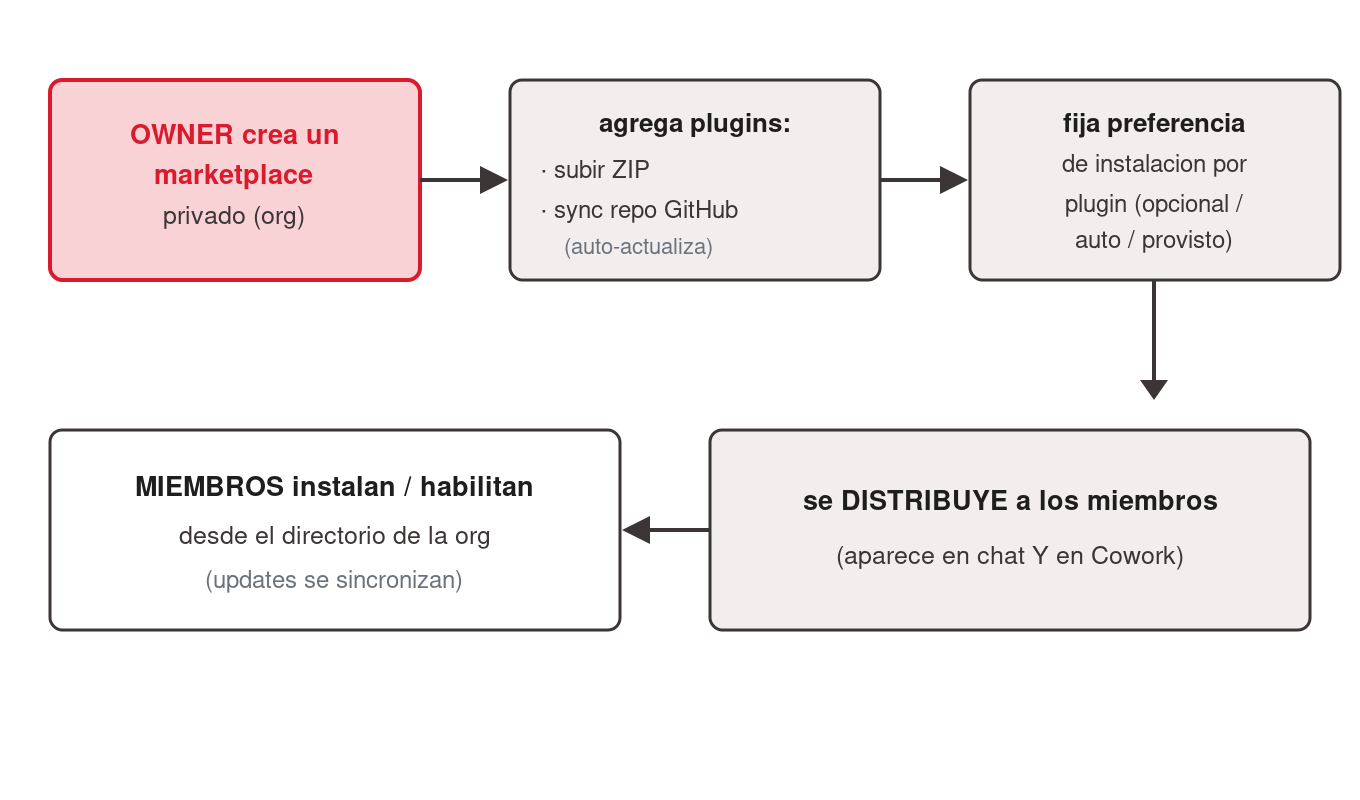 OWNER crea un
marketplace
privado (org)
agrega plugins:
· subir ZIP
· sync repo GitHub
(auto-actualiza)
fija preferencia
de instalacion por
plugin (opcional /
auto / provisto)
MIEMBROS instalan / habilitan
desde el directorio de la org
(updates se sincronizan)
se DISTRIBUYE a los miembros
(aparece en chat Y en Cowork)